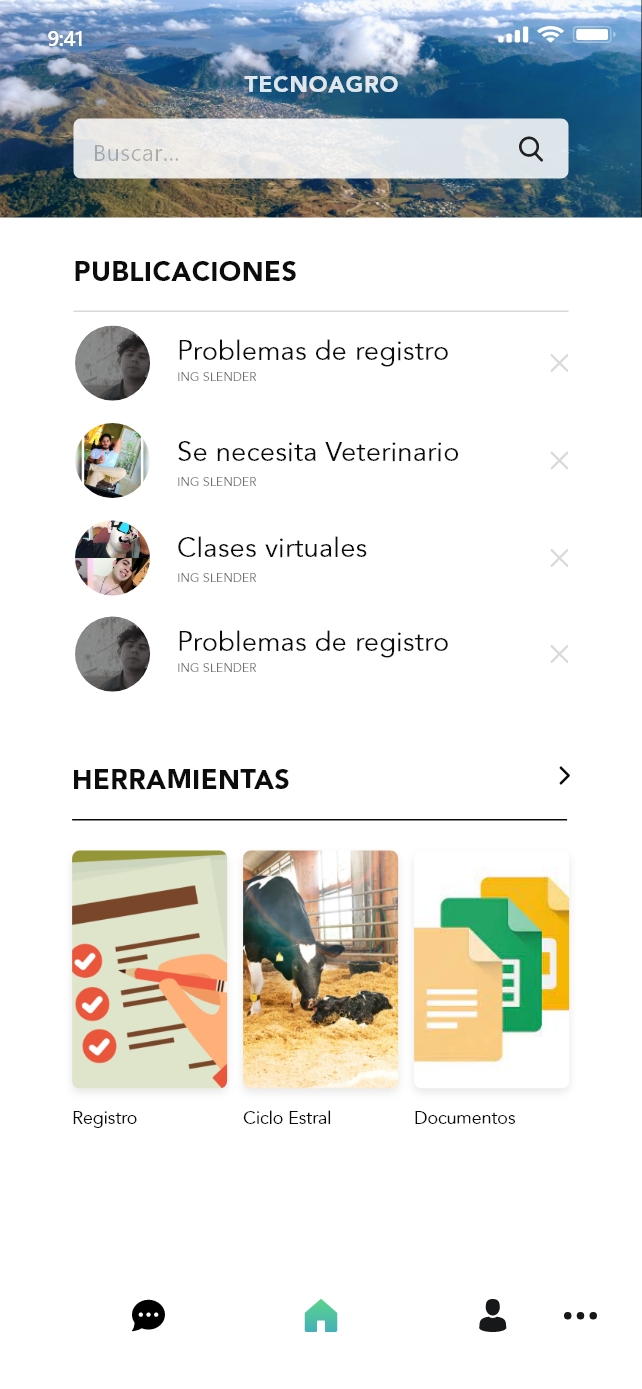 9:41
TECNOAGRO
Buscar...
PUBLICACIONES
Problemas de registro
ING SLENDER
Se necesita Veterinario
ING SLENDER
Clases virtuales
ING SLENDER
Problemas de registro
ING SLENDER
HERRAMIENTAS
Registro
Ciclo Estral
Documentos